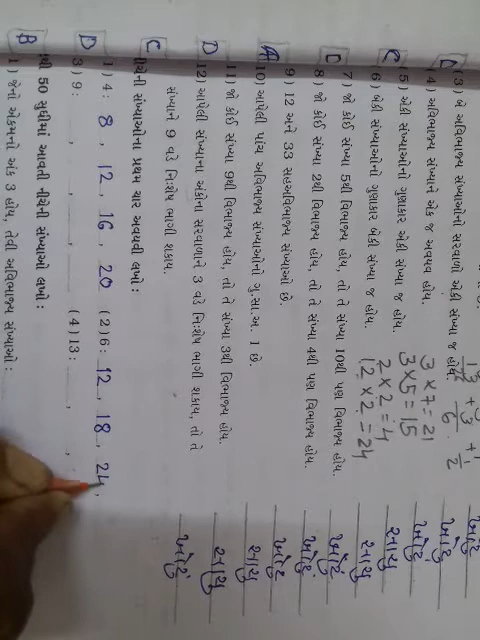 (3) બે અવિભાજ્ય સંખ્યાઓનો સરવાળો એકી સંખ્યા જ હોય. ખોટું
(4) અવિભાજ્ય સંખ્યાને એક જ અવયવ હોય. ખોટું
3 × 7 = 21
5) એકી સંખ્યાઓનો ગુણાકાર એકી સંખ્યા જ હોય. ખોટું
3 × 5 = 15
6) બેકી સંખ્યાઓનો ગુણાકાર બેકી સંખ્યા જ હોય. સાચુ
2 × 2 = 4
12 × 2 = 24
7) જો કોઈ સંખ્યા 5થી વિભાજ્ય હોય, તો તે સંખ્યા 10થી પણ વિભાજ્ય હોય. સાચુ
8) જો કોઈ સંખ્યા 2થી વિભાજ્ય હોય, તો તે સંખ્યા 4થી પણ વિભાજ્ય હોય. ખોટું
9) 12 અને 33 સહઅવિભાજ્ય સંખ્યાઓ છે. ખોટું
10) આપેલી પાંચ અવિભાજ્ય સંખ્યાઓનો ગુ.સા.અ. 1 છે. ખોટુ
11) જો કોઈ સંખ્યા 9થી વિભાજ્ય હોય, તો તે સંખ્યા 3થી વિભાજ્ય હોય. સાચુ
12) આપેલી સંખ્યાના અંકોના સરવાળાને 3 વડે નિઃશેષ ભાગી શકાય, તો તે સાચુ
સંખ્યાને 9 વડે નિઃશેષ ભાગી શકાય. ખોટું
C નીચેની સંખ્યાઓના પ્રથમ ચાર અવયવી લખો :
1) 4: 8, 12, 16, 20 (2) 6: 12, 18, 24,
3) 9: , , , (4) 13: , ,
D થી 50 સુધીમાં આવતી નીચેની સંખ્યાઓ લખો :
1) જેનો એકમનો અંક 3 હોય, તેવી અવિભાજ્ય સંખ્યાઓ :
B